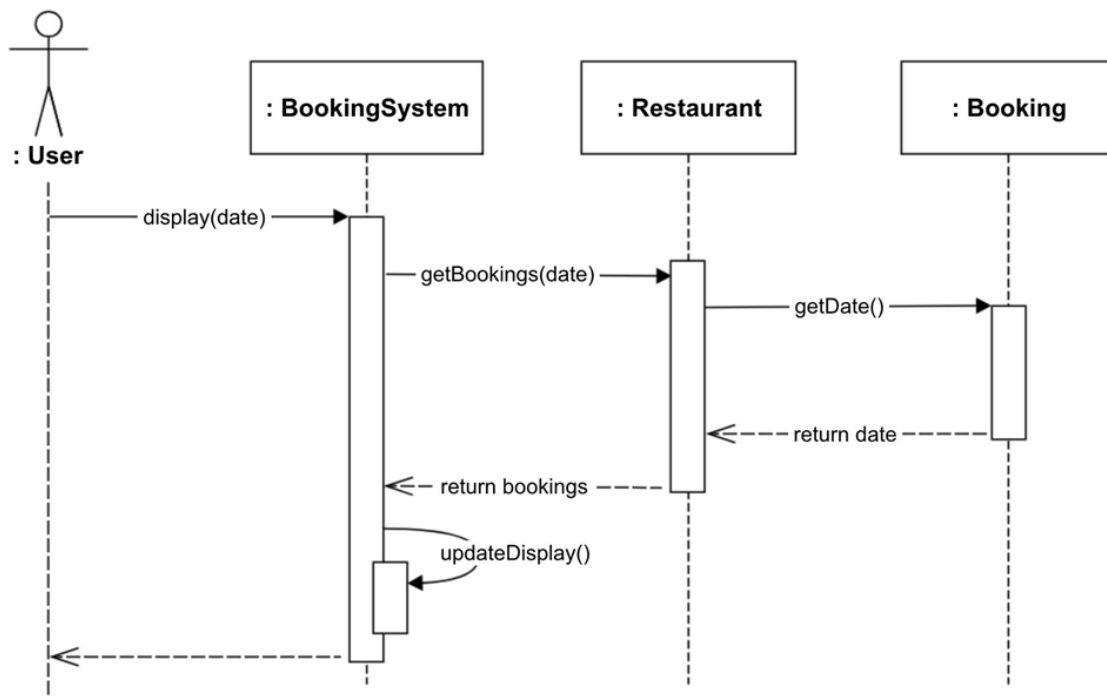 : BookingSystem
: Restaurant
: Booking
: User
display(date)
getBookings(date)
getDate()
return date
return bookings
updateDisplay()